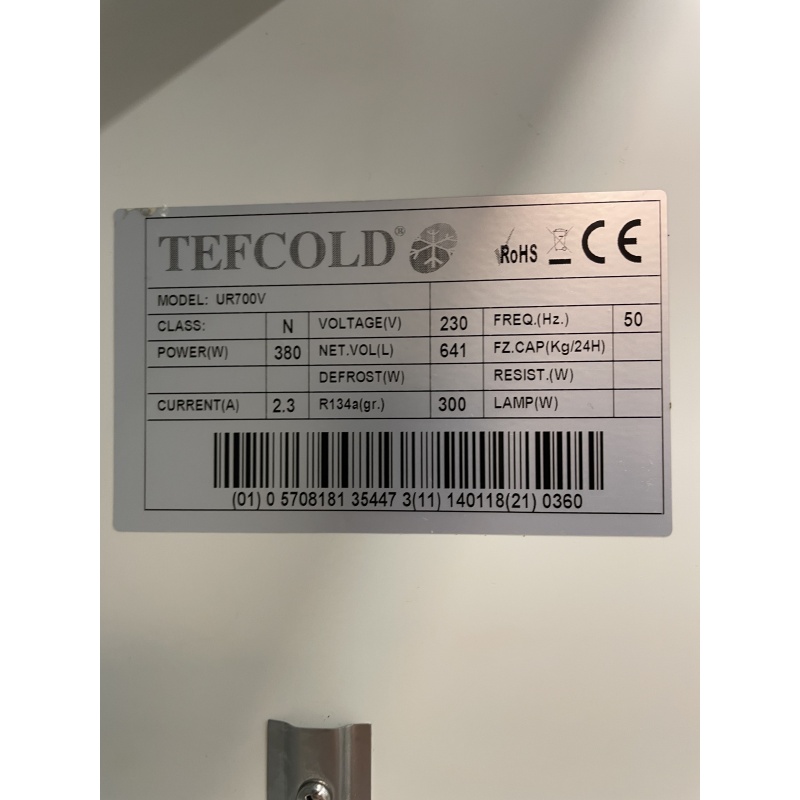 TEFCOLD® RoHS CE
MODEL: UR700V
CLASS: N VOLTAGE(V) 230 FREQ.(Hz.) 50
POWER(W) 380 NET.VOL(L) 641 FZ.CAP(Kg/24H)
DEFROST(W) RESIST.(W)
CURRENT(A) 2.3 R134a(gr.) 300 LAMP(W)
(01) 0 5708181 35447 3(11) 140118(21) 0360